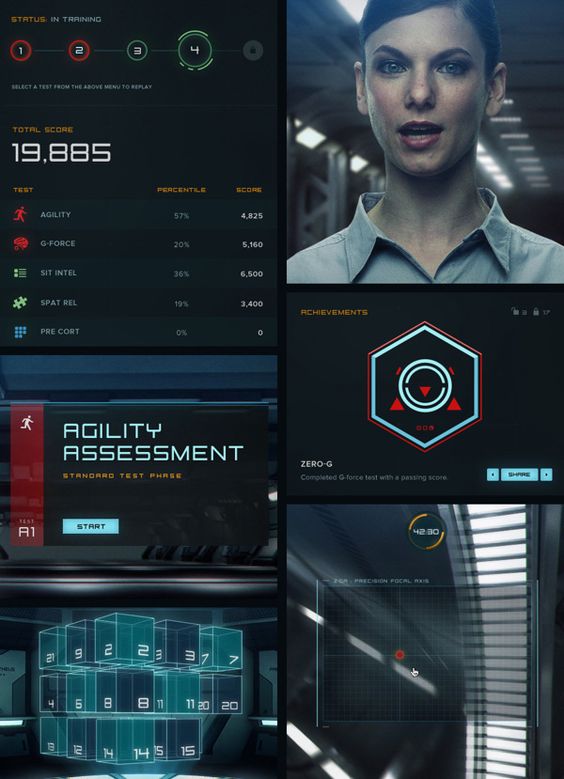 STATUS: IN TRAINING
1 2 3 4
SELECT A TEST FROM THE ABOVE MENU TO REPLAY
TOTAL SCORE
19,885
TEST PERCENTILE SCORE
AGILITY 57% 4,825
G-FORCE 20% 5,160
SIT INTEL 36% 6,500
SPAT REL 19% 3,400
PRE CORT 0% 0
ACHIEVEMENTS
17
ZERO-G
Completed G-force test with a passing score.
SHARE
AGILITY
ASSESSMENT
STANDARD TEST PHASE
START
TEST
A1
42:30
PRECISION FOCAL AXIS
21 9 2 2 3 7 7
4 6 8 8 11 11 20 20
12 14 14 15 15